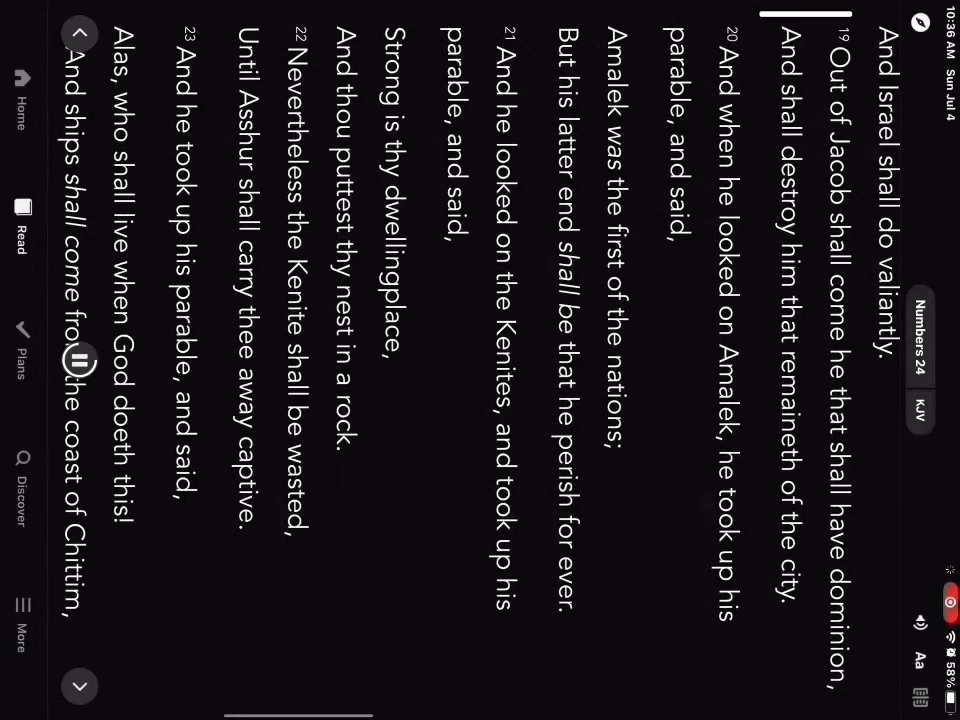 10:36 AM Sun Jul 4
58%
Numbers 24 KJV
Aa
And Israel shall do valiantly.
19 Out of Jacob shall come he that shall have dominion,
And shall destroy him that remaineth of the city.
20 And when he looked on Amalek, he took up his
parable, and said,
Amalek was the first of the nations;
But his latter end shall be that he perish for ever.
21 And he looked on the Kenites, and took up his
parable, and said,
Strong is thy dwellingplace,
And thou puttest thy nest in a rock.
22 Nevertheless the Kenite shall be wasted,
Until Asshur shall carry thee away captive.
23 And he took up his parable, and said,
Alas, who shall live when God doeth this!
And ships shall come from the coast of Chittim,
Home
Read
Plans
Discover
More